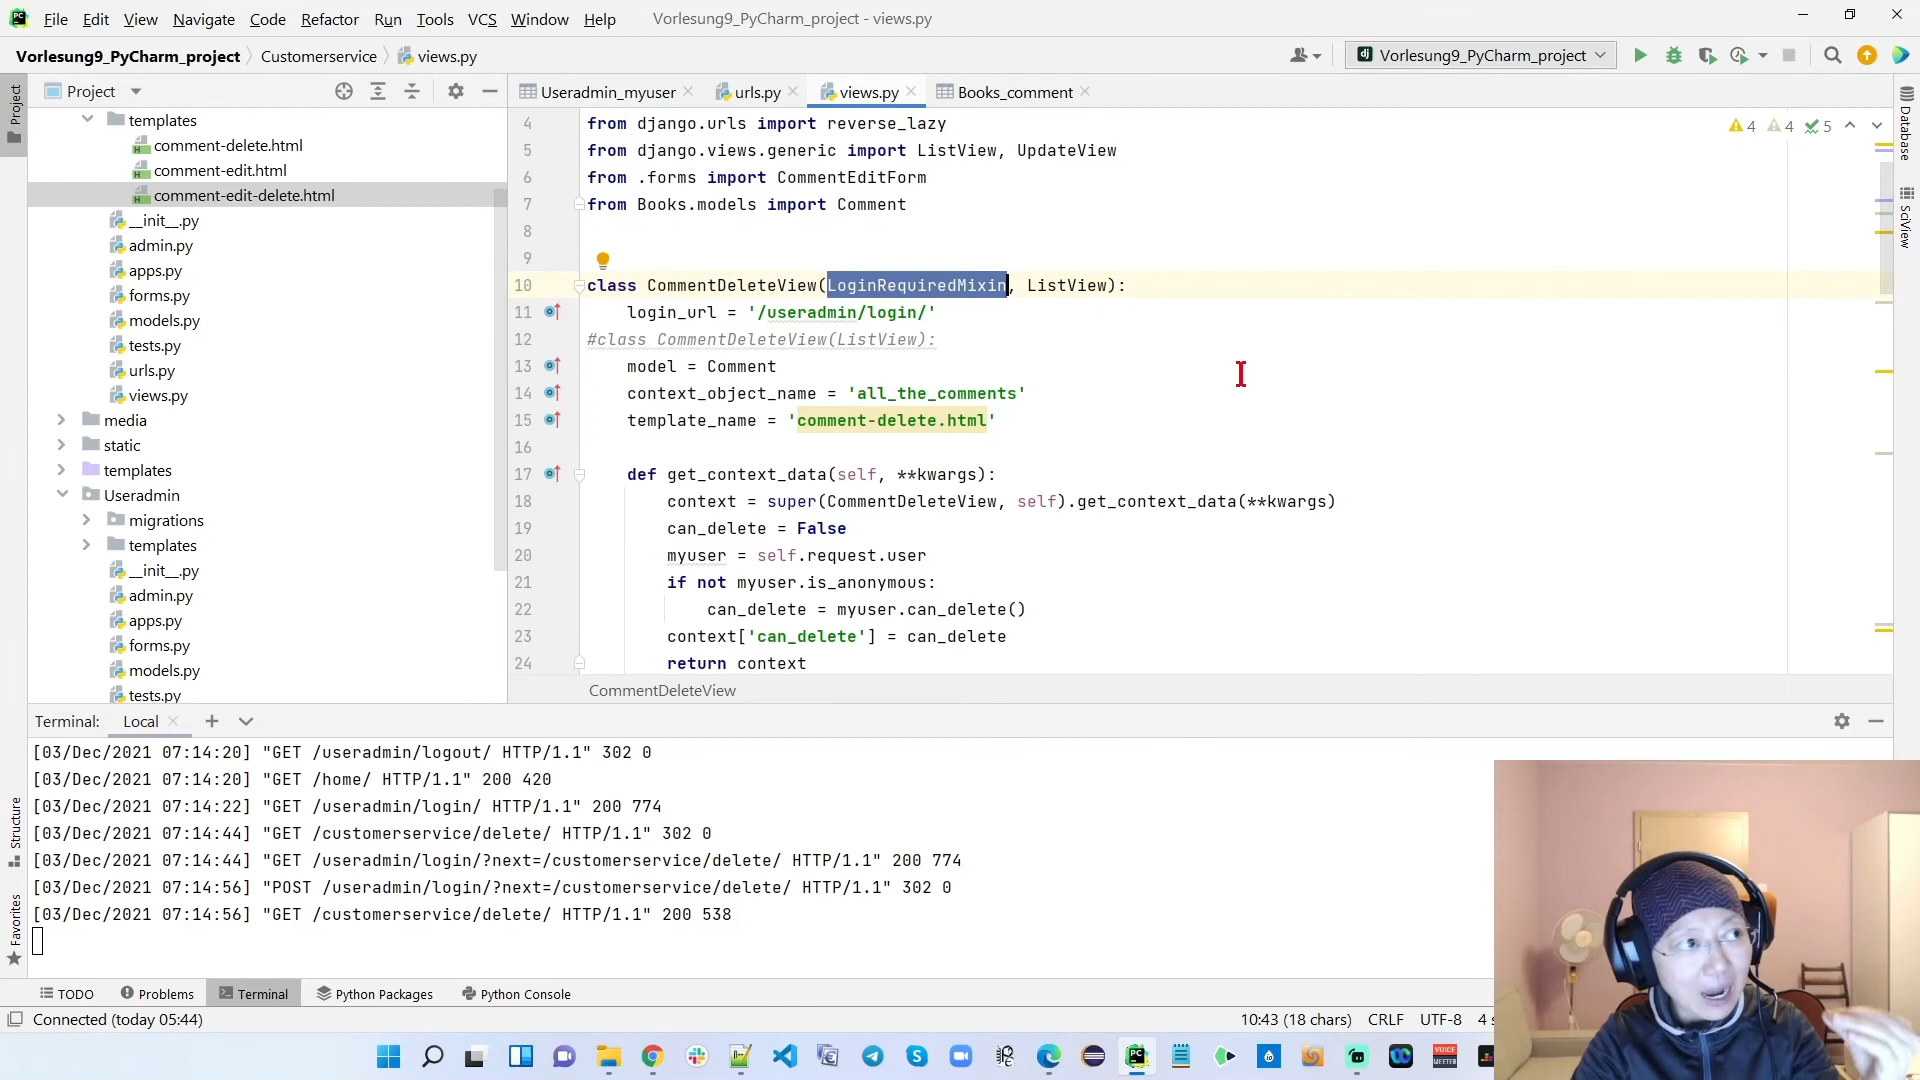 File Edit View Navigate Code Refactor Run Tools VCS Window Help Vorlesung9_PyCharm_project - views.py
Vorlesung9_PyCharm_project Customerservice views.py Vorlesung9_PyCharm_project
Project
Useradmin_myuser urls.py views.py Books_comment
Project
templates
comment-delete.html
comment-edit.html
comment-edit-delete.html
__init__.py
admin.py
apps.py
forms.py
models.py
tests.py
urls.py
views.py
media
static
templates
Useradmin
migrations
templates
__init__.py
admin.py
apps.py
forms.py
models.py
tests.py
4 from django.urls import reverse_lazy
5 from django.views.generic import ListView, UpdateView
6 from .forms import CommentEditForm
7 from Books.models import Comment
8
9
10 class CommentDeleteView(LoginRequiredMixin, ListView):
11 login_url = '/useradmin/login/'
12 #class CommentDeleteView(ListView):
13 model = Comment
14 context_object_name = 'all_the_comments'
15 template_name = 'comment-delete.html'
16
17 def get_context_data(self, **kwargs):
18 context = super(CommentDeleteView, self).get_context_data(**kwargs)
19 can_delete = False
20 myuser = self.request.user
21 if not myuser.is_anonymous:
22 can_delete = myuser.can_delete()
23 context['can_delete'] = can_delete
24 return context
4 4 5
Database
SciView
CommentDeleteView
Terminal: Local
[03/Dec/2021 07:14:20] "GET /useradmin/logout/ HTTP/1.1" 302 0
[03/Dec/2021 07:14:20] "GET /home/ HTTP/1.1" 200 420
[03/Dec/2021 07:14:22] "GET /useradmin/login/ HTTP/1.1" 200 774
[03/Dec/2021 07:14:44] "GET /customerservice/delete/ HTTP/1.1" 302 0
[03/Dec/2021 07:14:44] "GET /useradmin/login/?next=/customerservice/delete/ HTTP/1.1" 200 774
[03/Dec/2021 07:14:56] "POST /useradmin/login/?next=/customerservice/delete/ HTTP/1.1" 302 0
[03/Dec/2021 07:14:56] "GET /customerservice/delete/ HTTP/1.1" 200 538
Structure
Favorites
TODO Problems Terminal Python Packages Python Console
Connected (today 05:44) 10:43 (18 chars) CRLF UTF-8 4 s
PC VOICE MEETER